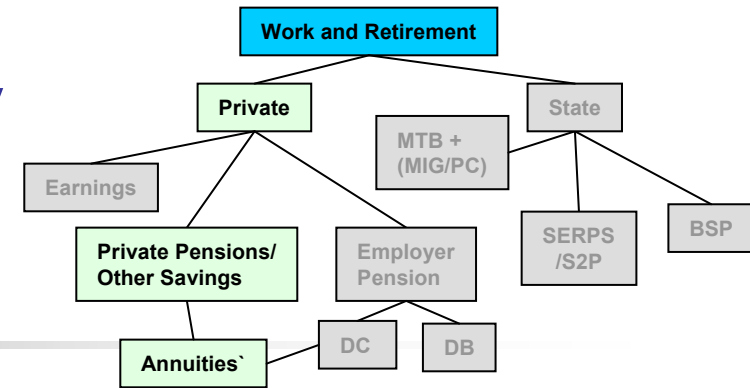 Work and Retirement
Private
State
MTB +
(MIG/PC)
Earnings
Private Pensions/
Other Savings
Employer
Pension
SERPS
/S2P
BSP
Annuities`
DC
DB